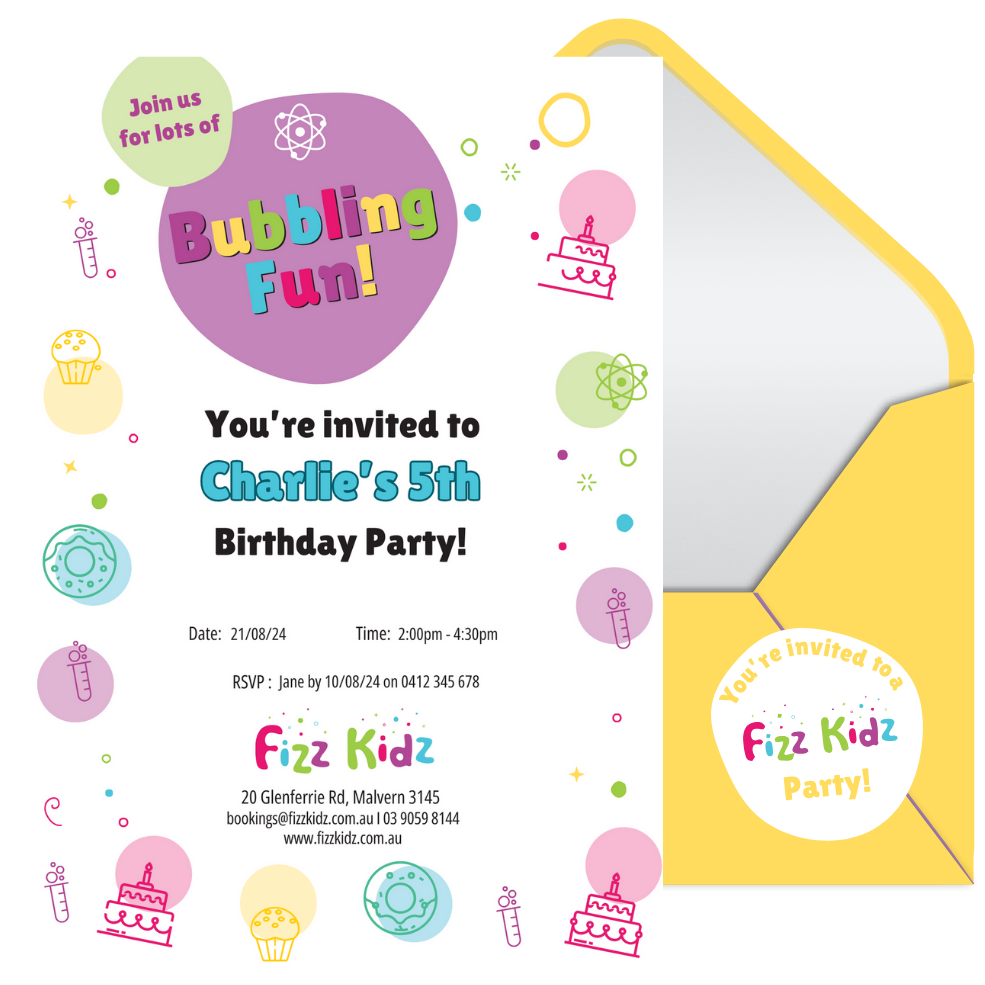 Join us
for lots of
Bubbling
Fun!
You're invited to
Charlie's 5th
Birthday Party!
Date: 21/08/24 Time: 2:00pm - 4:30pm
RSVP : Jane by 10/08/24 on 0412 345 678
Fizz Kidz
20 Glenferrie Rd, Malvern 3145
bookings@fizzkidz.com.au I 03 9059 8144
www.fizzkidz.com.au
You're invited to a
Fizz Kidz
Party!